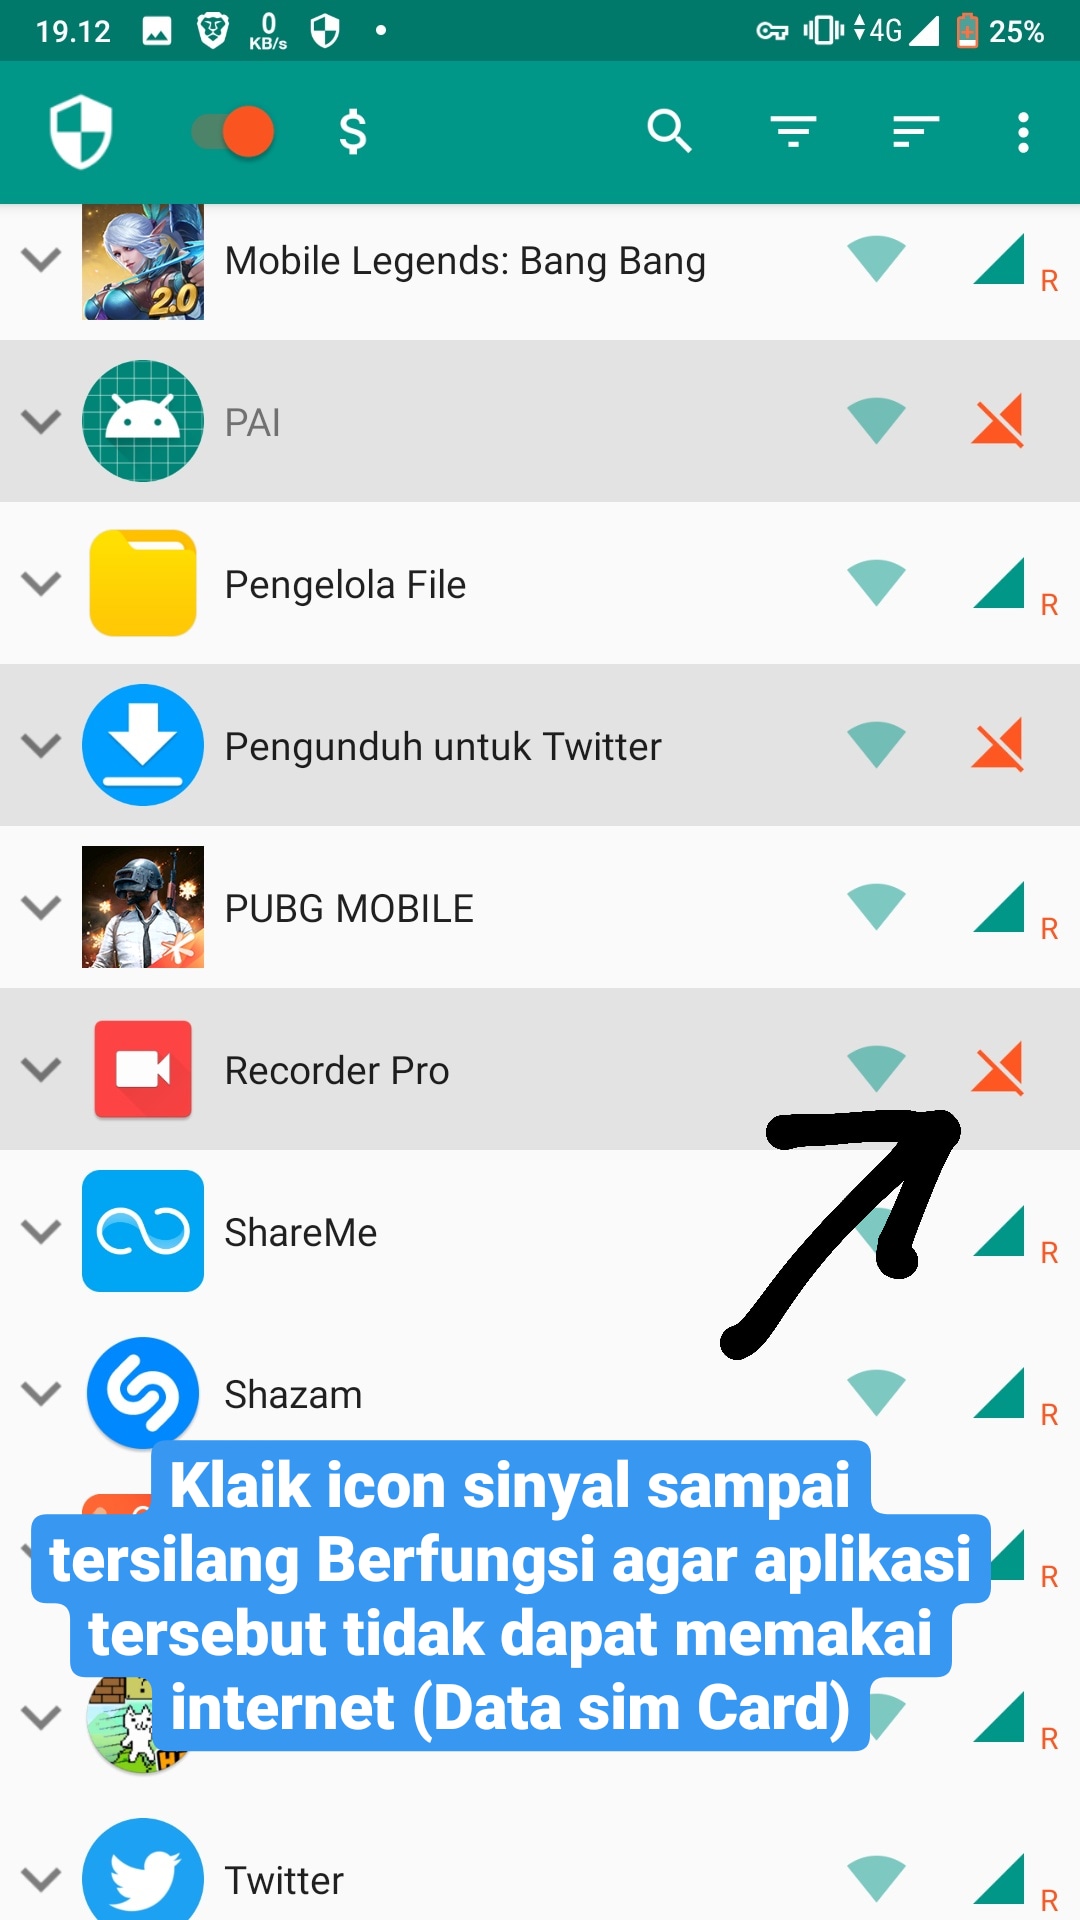 19.12 0 KB/s 4G 25%
$
2.0
Mobile Legends: Bang Bang
R
PAI
Pengelola File
R
Pengunduh untuk Twitter
PUBG MOBILE
R
Recorder Pro
ShareMe
R
Shazam
R
Klaik icon sinyal sampai
tersilang Berfungsi agar aplikasi
R
tersebut tidak dapat memakai
internet (Data sim Card)
R
Twitter
R